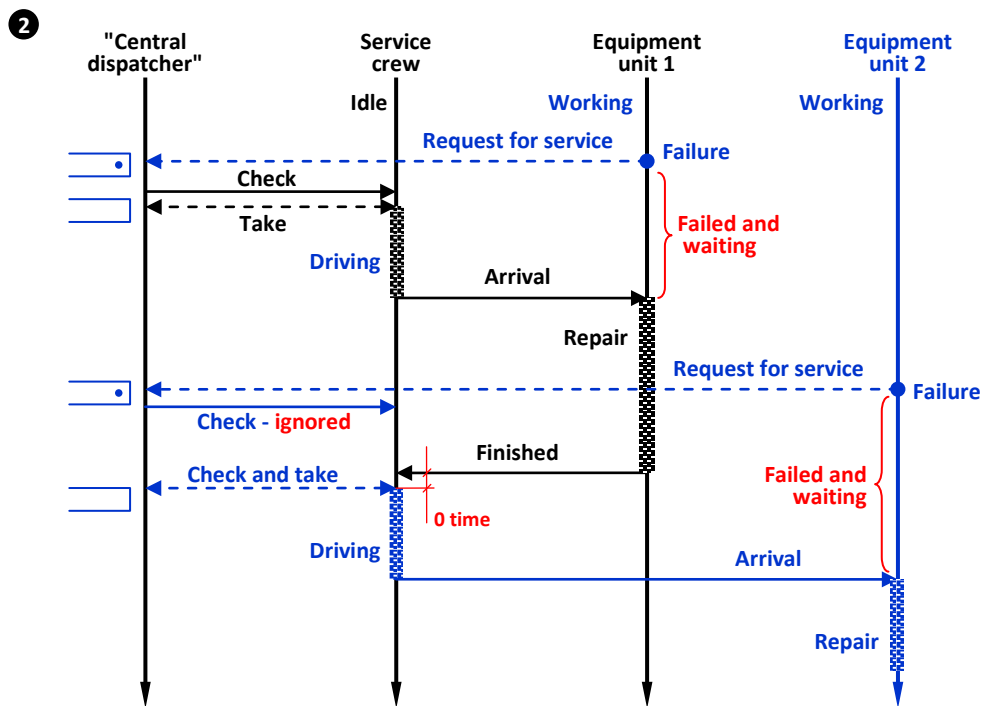 2
"Central
dispatcher"
Service
crew
Equipment
unit 1
Equipment
unit 2
Idle
Working
Working
Request for service
Failure
Check
Take
Failed and
waiting
Driving
Arrival
Repair
Request for service
Failure
Check - ignored
Finished
Check and take
Failed and
waiting
0 time
Driving
Arrival
Repair